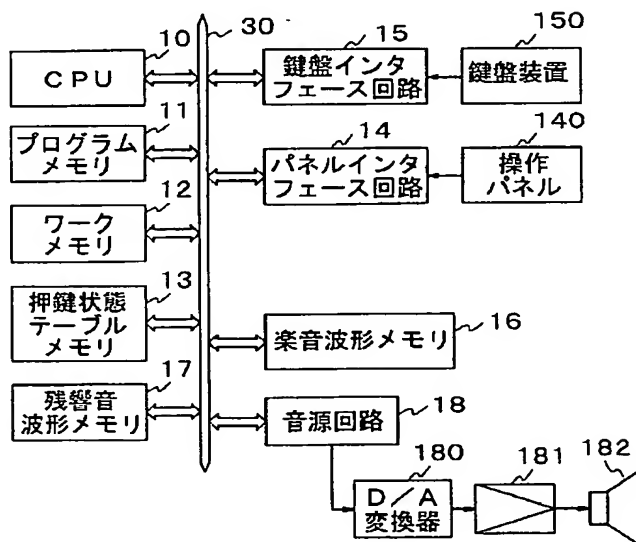 10
CPU
11
プログラム
メモリ
12
ワーク
メモリ
13
押鍵状態
テーブル
メモリ
17
残響音
波形メモリ
30
15
鍵盤インタ
フェース回路
150
鍵盤装置
14
パネルインタ
フェース回路
140
操作
パネル
16
楽音波形メモリ
18
音源回路
180
D/A
変換器
181
182